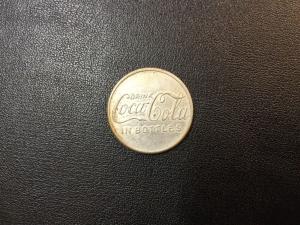 DRINK
Coca-Cola
IN BOTTLES